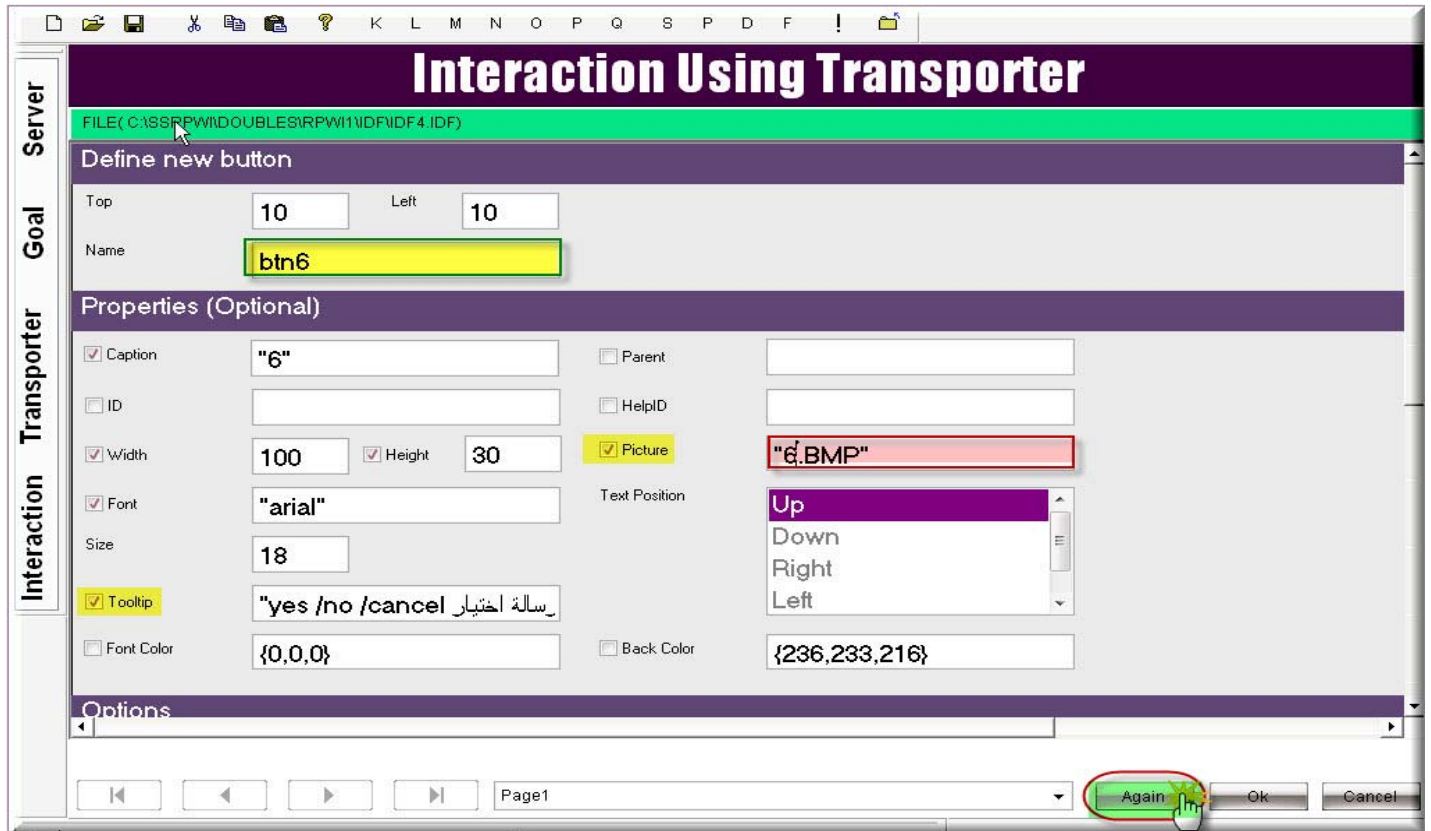 K L M N O P Q S P D F !
Interaction Using Transporter
FILE( C:\SSRPWI\DOUBLES\RPWI1\IDF\IDF4.IDF)
Server
Goal
Transporter
Interaction
Define new button
Top 10 Left 10
Name btn6
Properties (Optional)
Caption "6" Parent
ID HelpID
Width 100 Height 30 Picture "6.BMP"
Font "arial" Text Position Up
Down
Size 18 Right
Left
Tooltip "yes /no /cancel رسالة اختيار
Font Color {0,0,0} Back Color {236,233,216}
Options
Page1 Again Ok Cancel